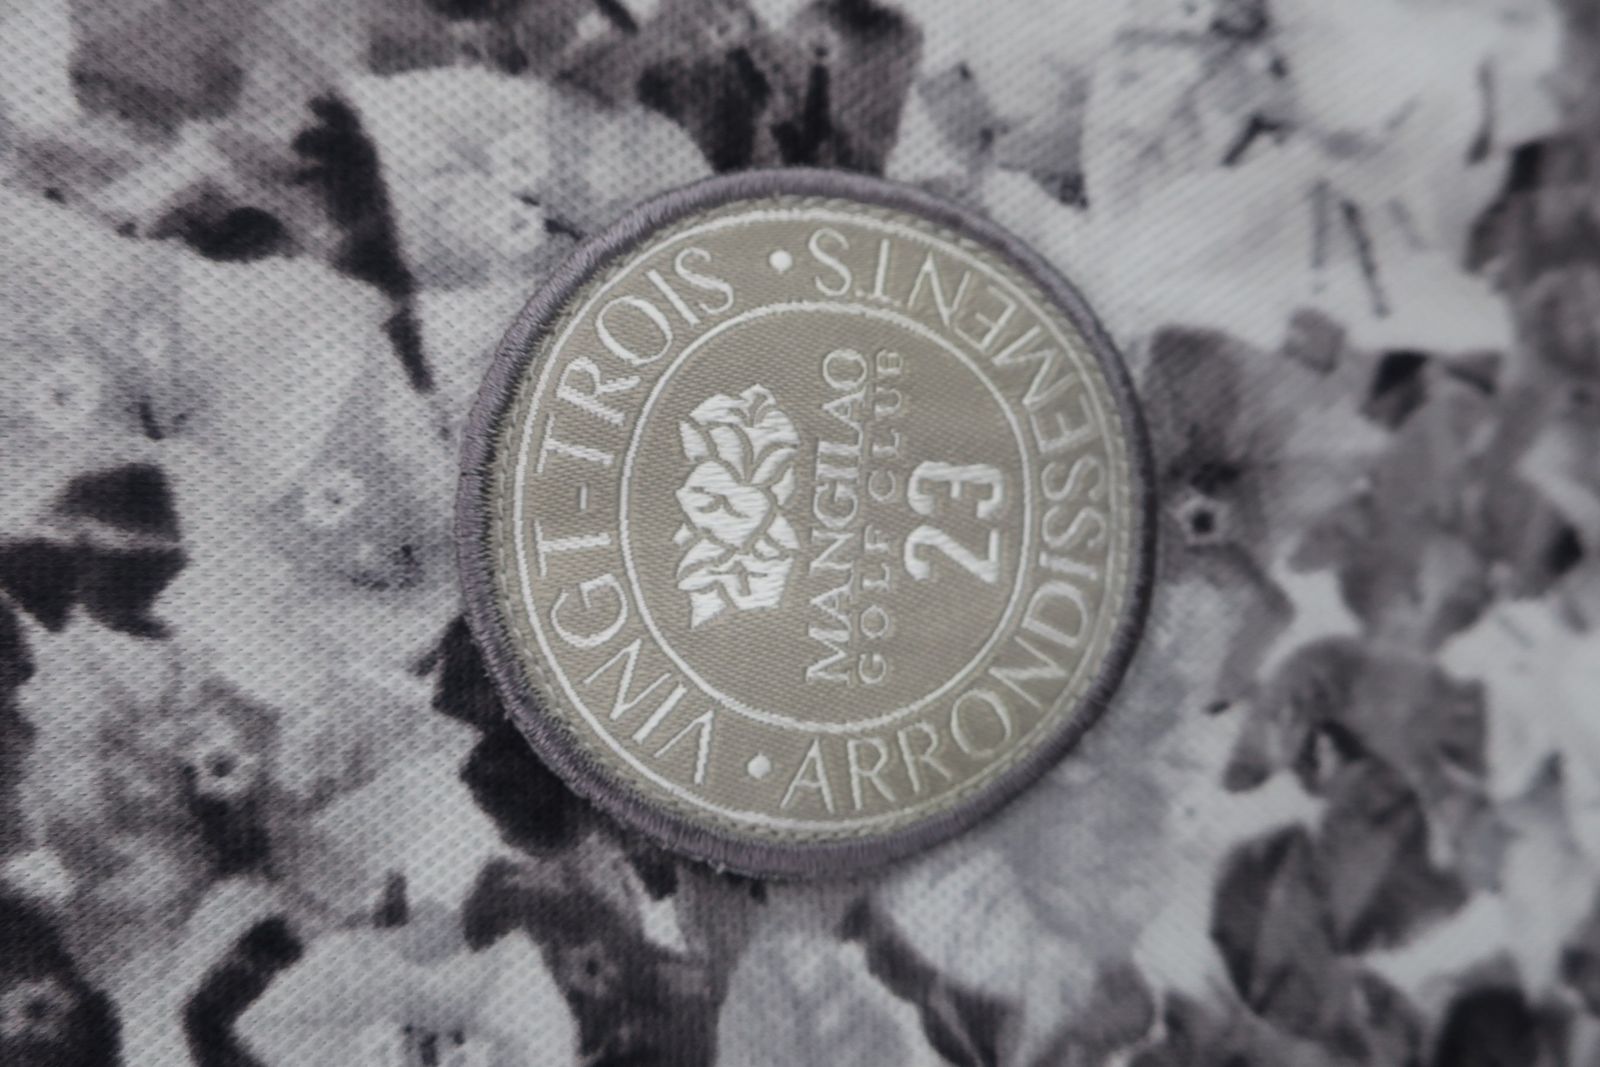 VINGT-TROIS
MANGILAO
GOLF CLUB
23
ARRONDISSEMENTS